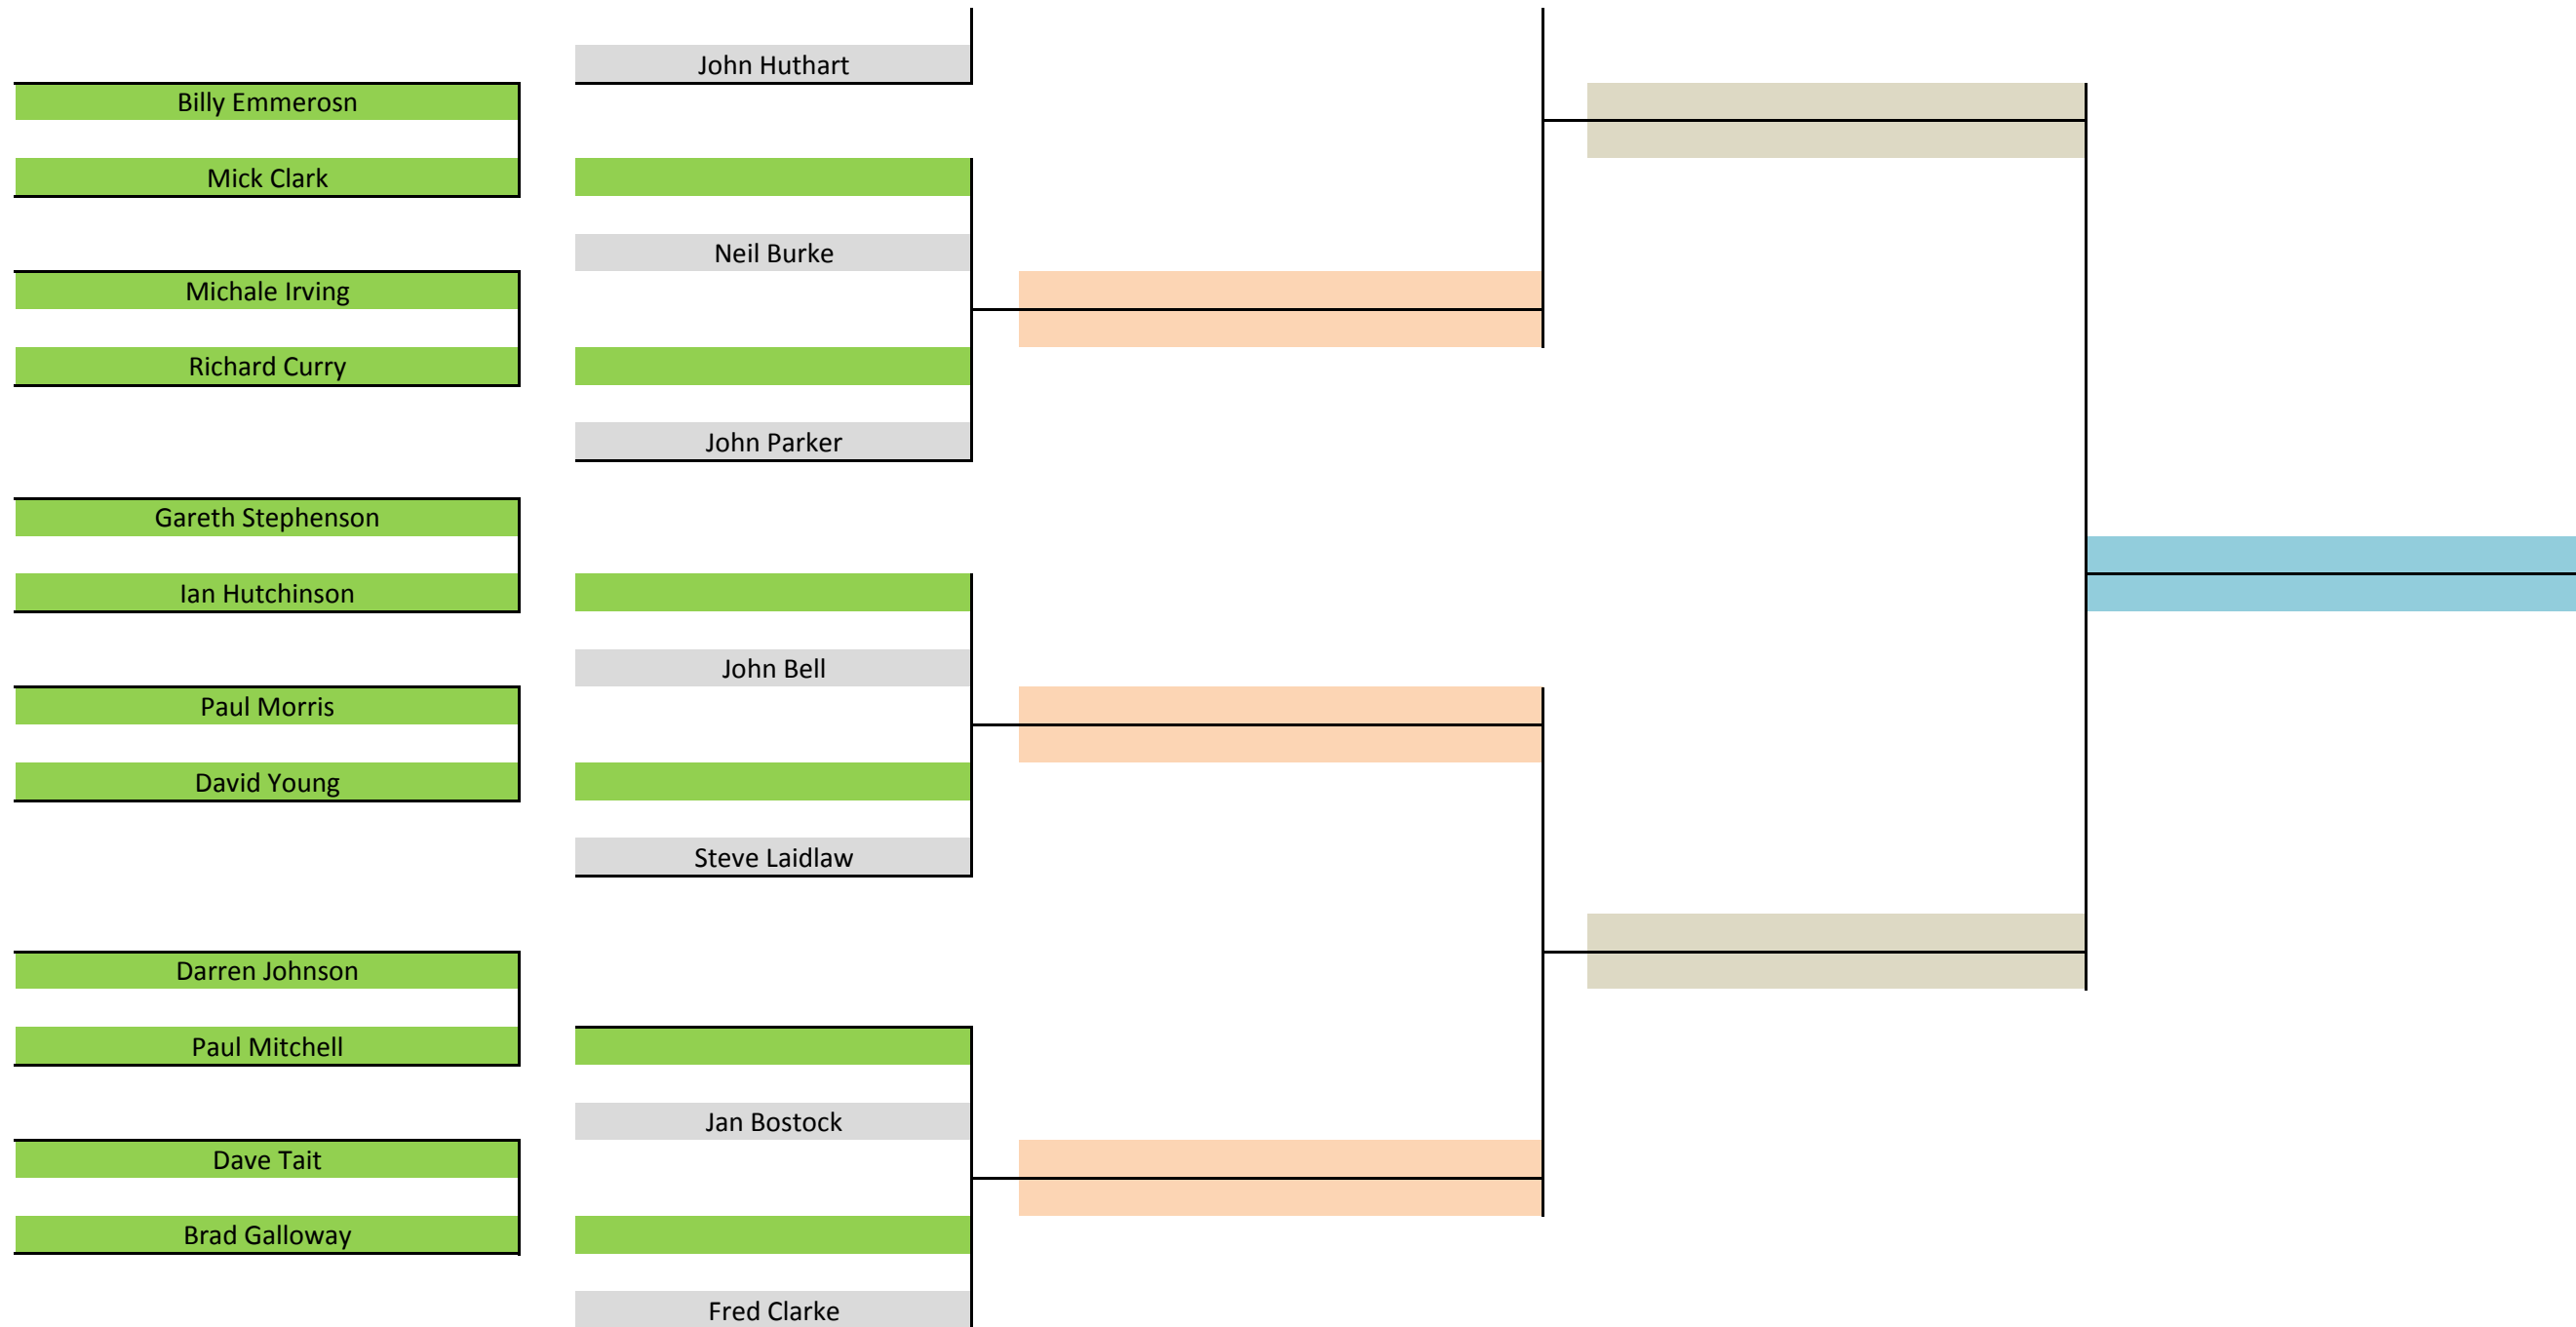 John Huthart
Billy Emmerosn
Mick Clark
Neil Burke
Michale Irving
Richard Curry
John Parker
Gareth Stephenson
Ian Hutchinson
John Bell
Paul Morris
David Young
Steve Laidlaw
Darren Johnson
Paul Mitchell
Jan Bostock
Dave Tait
Brad Galloway
Fred Clarke